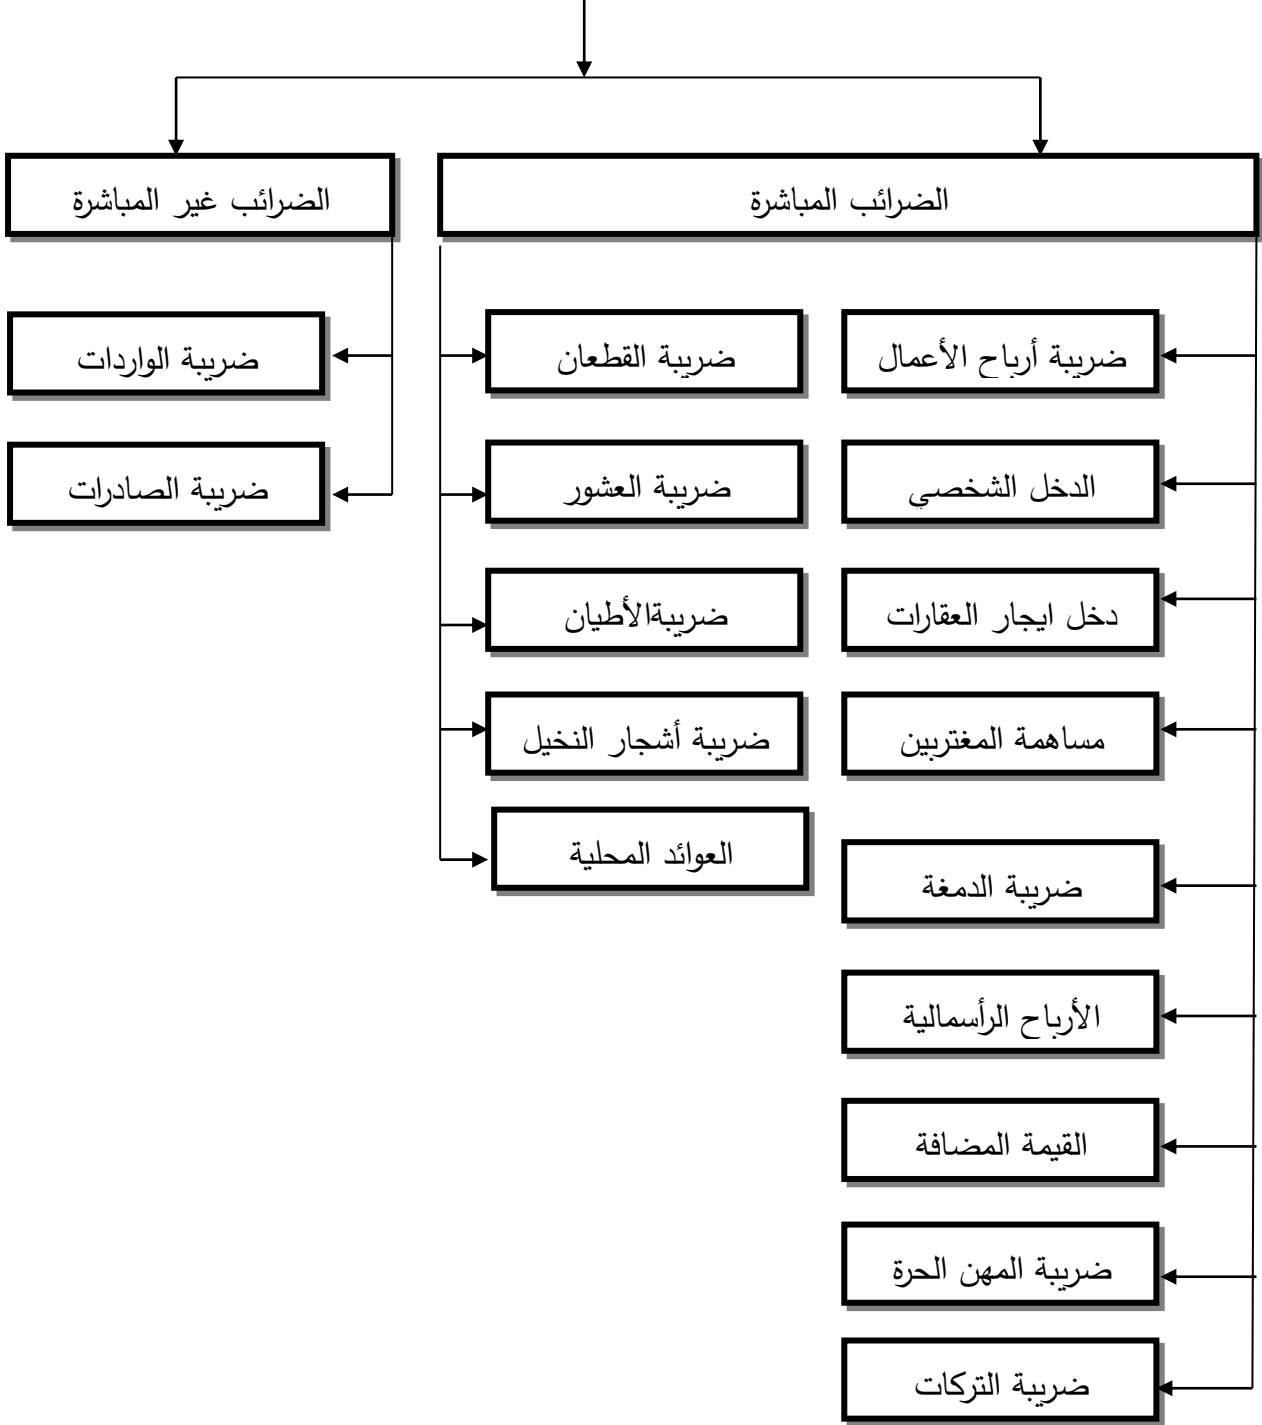 الضرائب المباشرة
الضرائب غير المباشرة
ضريبة أرباح الأعمال
ضريبة القطعان
ضريبة الواردات
الدخل الشخصي
ضريبة العشور
ضريبة الصادرات
دخل ايجار العقارات
ضريبةالأطيان
مساهمة المغتربين
ضريبة أشجار النخيل
العوائد المحلية
ضريبة الدمغة
الأرباح الرأسمالية
القيمة المضافة
ضريبة المهن الحرة
ضريبة التركات